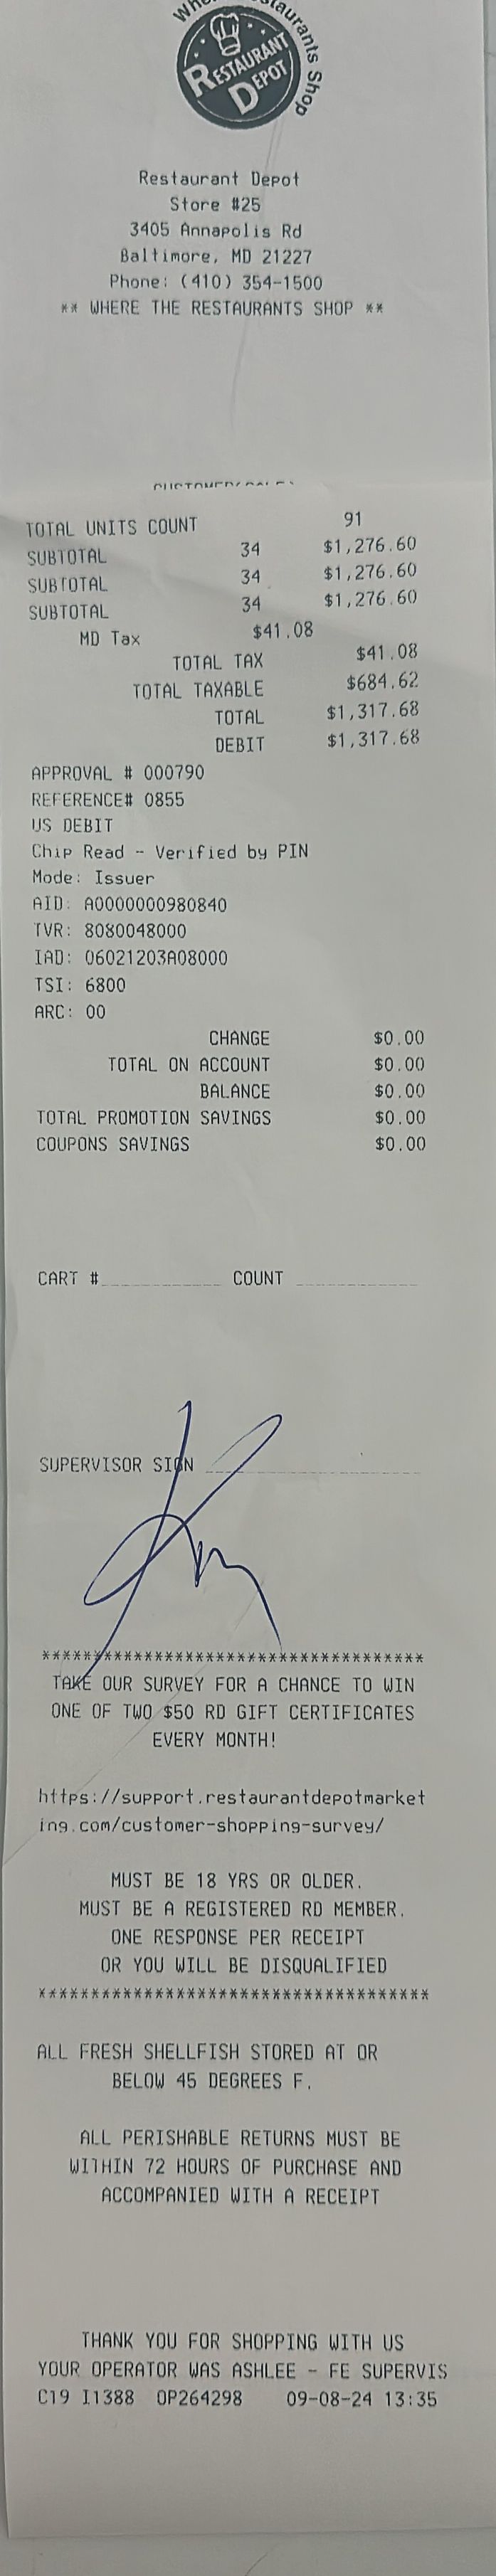 Restaurants Shop
RESTAURANT
DEPOT
Restaurant Depot
Store #25
3405 Annapolis Rd
Baltimore, MD 21227
Phone: (410) 354-1500
** WHERE THE RESTAURANTS SHOP **
TOTAL UNITS COUNT 91
SUBTOTAL 34 $1,276.60
SUBTOTAL 34 $1,276.60
SUBTOTAL 34 $1,276.60
MD Tax $41.08
TOTAL TAX $41.08
TOTAL TAXABLE $684.62
TOTAL $1,317.68
DEBIT $1,317.68
APPROVAL # 000790
REFERENCE# 0855
US DEBIT
Chip Read - Verified by PIN
Mode: Issuer
AID: A0000000980840
TVR: 8080048000
IAD: 06021203A08000
TSI: 6800
ARC: 00
CHANGE $0.00
TOTAL ON ACCOUNT $0.00
BALANCE $0.00
TOTAL PROMOTION SAVINGS $0.00
COUPONS SAVINGS $0.00
CART # COUNT
SUPERVISOR SIGN
*************************************
TAKE OUR SURVEY FOR A CHANCE TO WIN
ONE OF TWO $50 RD GIFT CERTIFICATES
EVERY MONTH!
https://support.restaurantdepotmarket
ing.com/customer-shopping-survey/
MUST BE 18 YRS OR OLDER.
MUST BE A REGISTERED RD MEMBER.
ONE RESPONSE PER RECEIPT
OR YOU WILL BE DISQUALIFIED
*************************************
ALL FRESH SHELLFISH STORED AT OR
BELOW 45 DEGREES F.
ALL PERISHABLE RETURNS MUST BE
WITHIN 72 HOURS OF PURCHASE AND
ACCOMPANIED WITH A RECEIPT
THANK YOU FOR SHOPPING WITH US
YOUR OPERATOR WAS ASHLEE - FE SUPERVIS
C19 I1388 OP264298 09-08-24 13:35